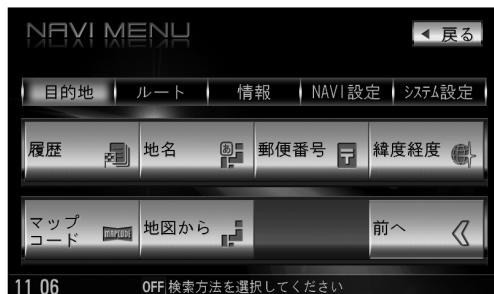 NAVI MENU
戻る
目的地 ルート 情報 NAVI設定 システム設定
履歴 地名 あ 郵便番号 〒 緯度経度
マップ
コード MAPCODE 地図から 前へ
11 06 OFF 検索方法を選択してください